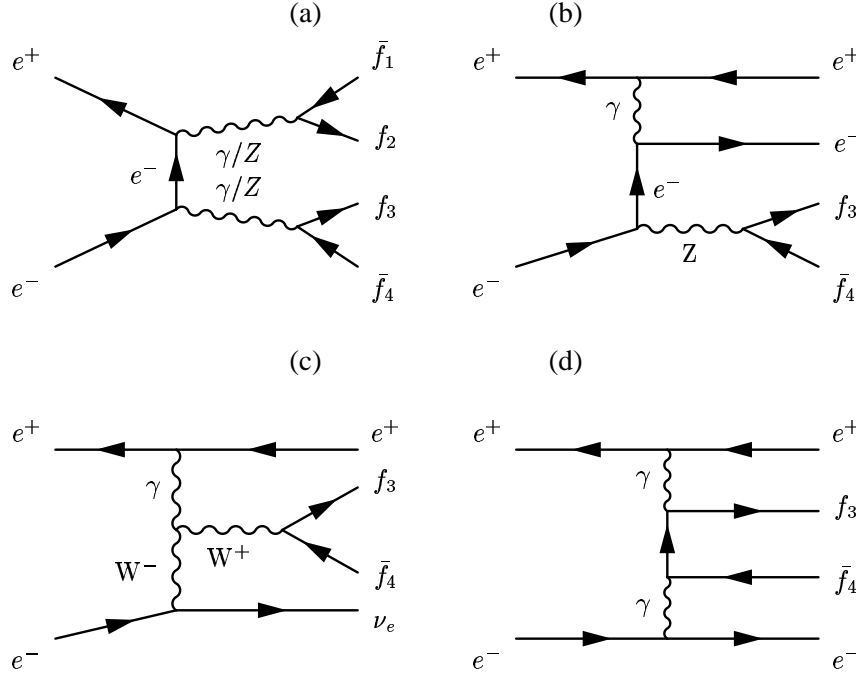 (a)
e⁺
f̄₁
f₂
γ/Z
e⁻
γ/Z
f₃
e⁻
f̄₄
(b)
e⁺
e⁺
γ
e⁻
e⁻
f₃
Z
e⁻
f̄₄
(c)
e⁺
e⁺
γ
f₃
W⁺
W⁻
f̄₄
e⁻
νₑ
(d)
e⁺
e⁺
γ
f₃
f̄₄
γ
e⁻
e⁻